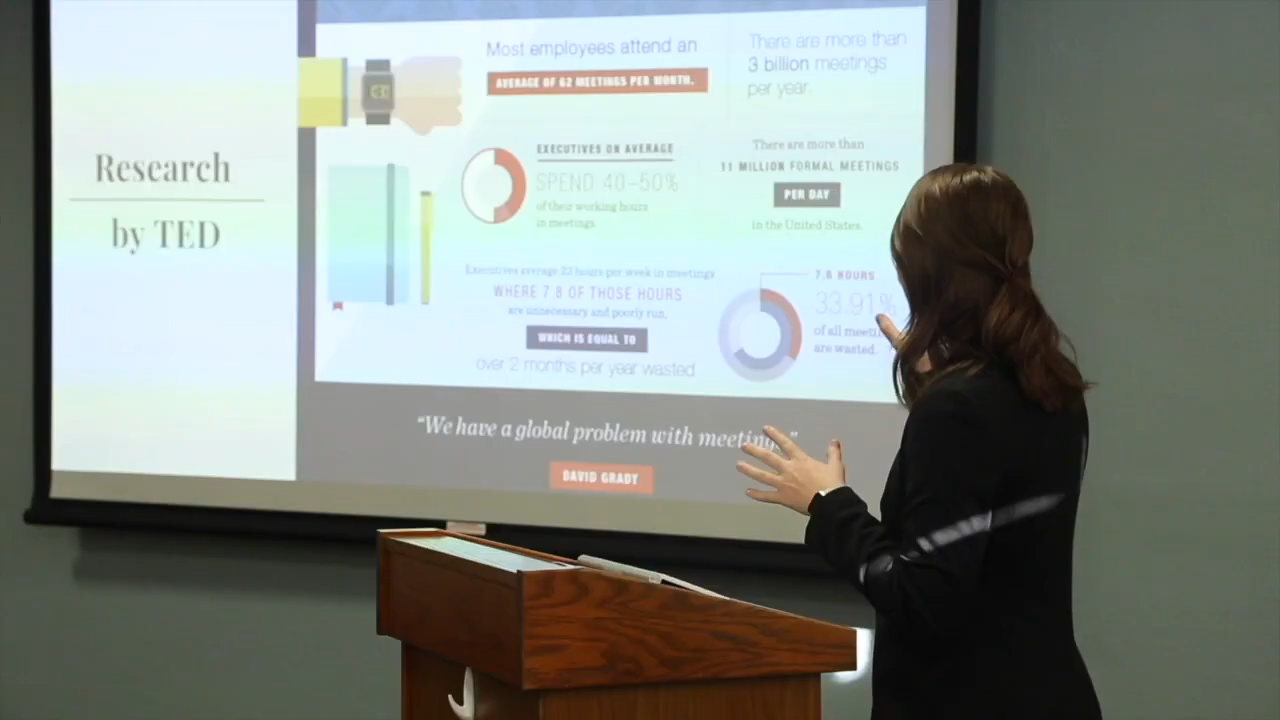 Research
by TED
Most employees attend an
AVERAGE OF 62 MEETINGS PER MONTH.
There are more than
3 billion meetings
per year.
EXECUTIVES ON AVERAGE
SPEND 40-50%
of their working hours
in meetings.
There are more than
11 MILLION FORMAL MEETINGS
PER DAY
in the United States.
Executives average 23 hours per week in meetings
WHERE 7.8 OF THOSE HOURS
are unnecessary and poorly run,
WHICH IS EQUAL TO
over 2 months per year wasted
7.8 HOURS
33.91%
of all
are wasted.
“We have a global problem with
DAVID GRADY